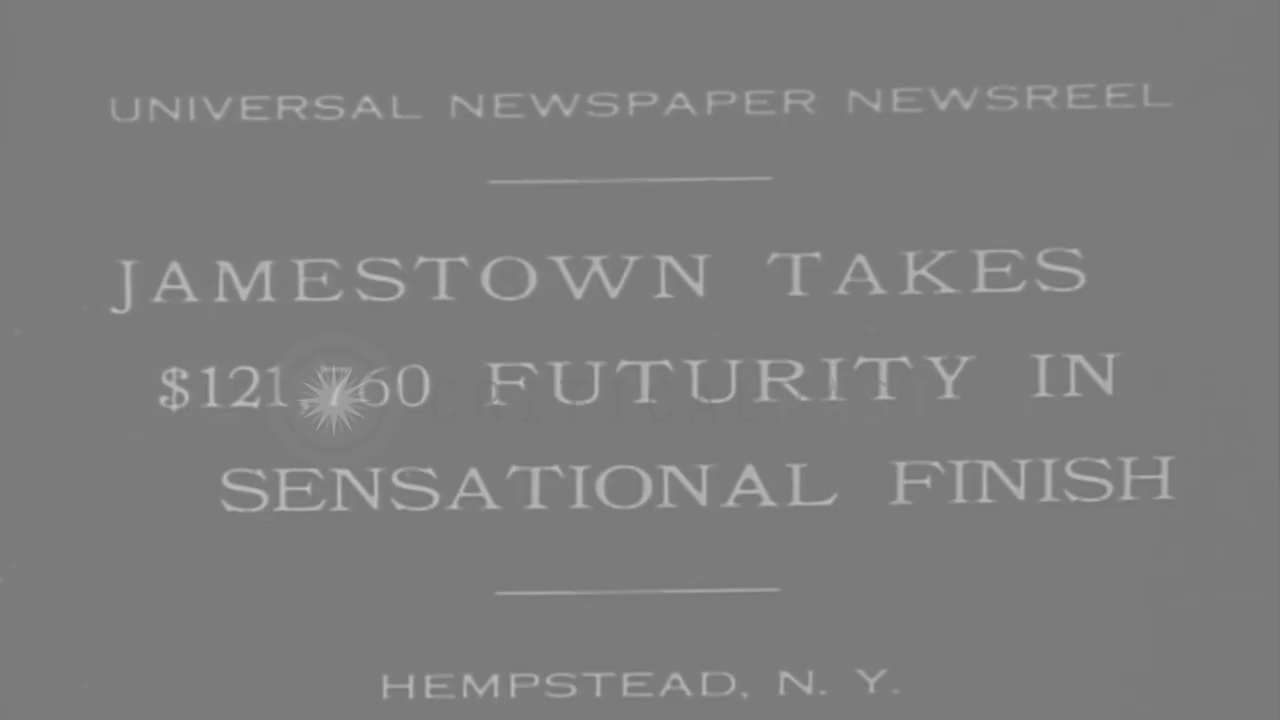 UNIVERSAL NEWSPAPER NEWSREEL
JAMESTOWN TAKES
$121,760 FUTURITY IN
SENSATIONAL FINISH
HEMPSTEAD, N. Y.